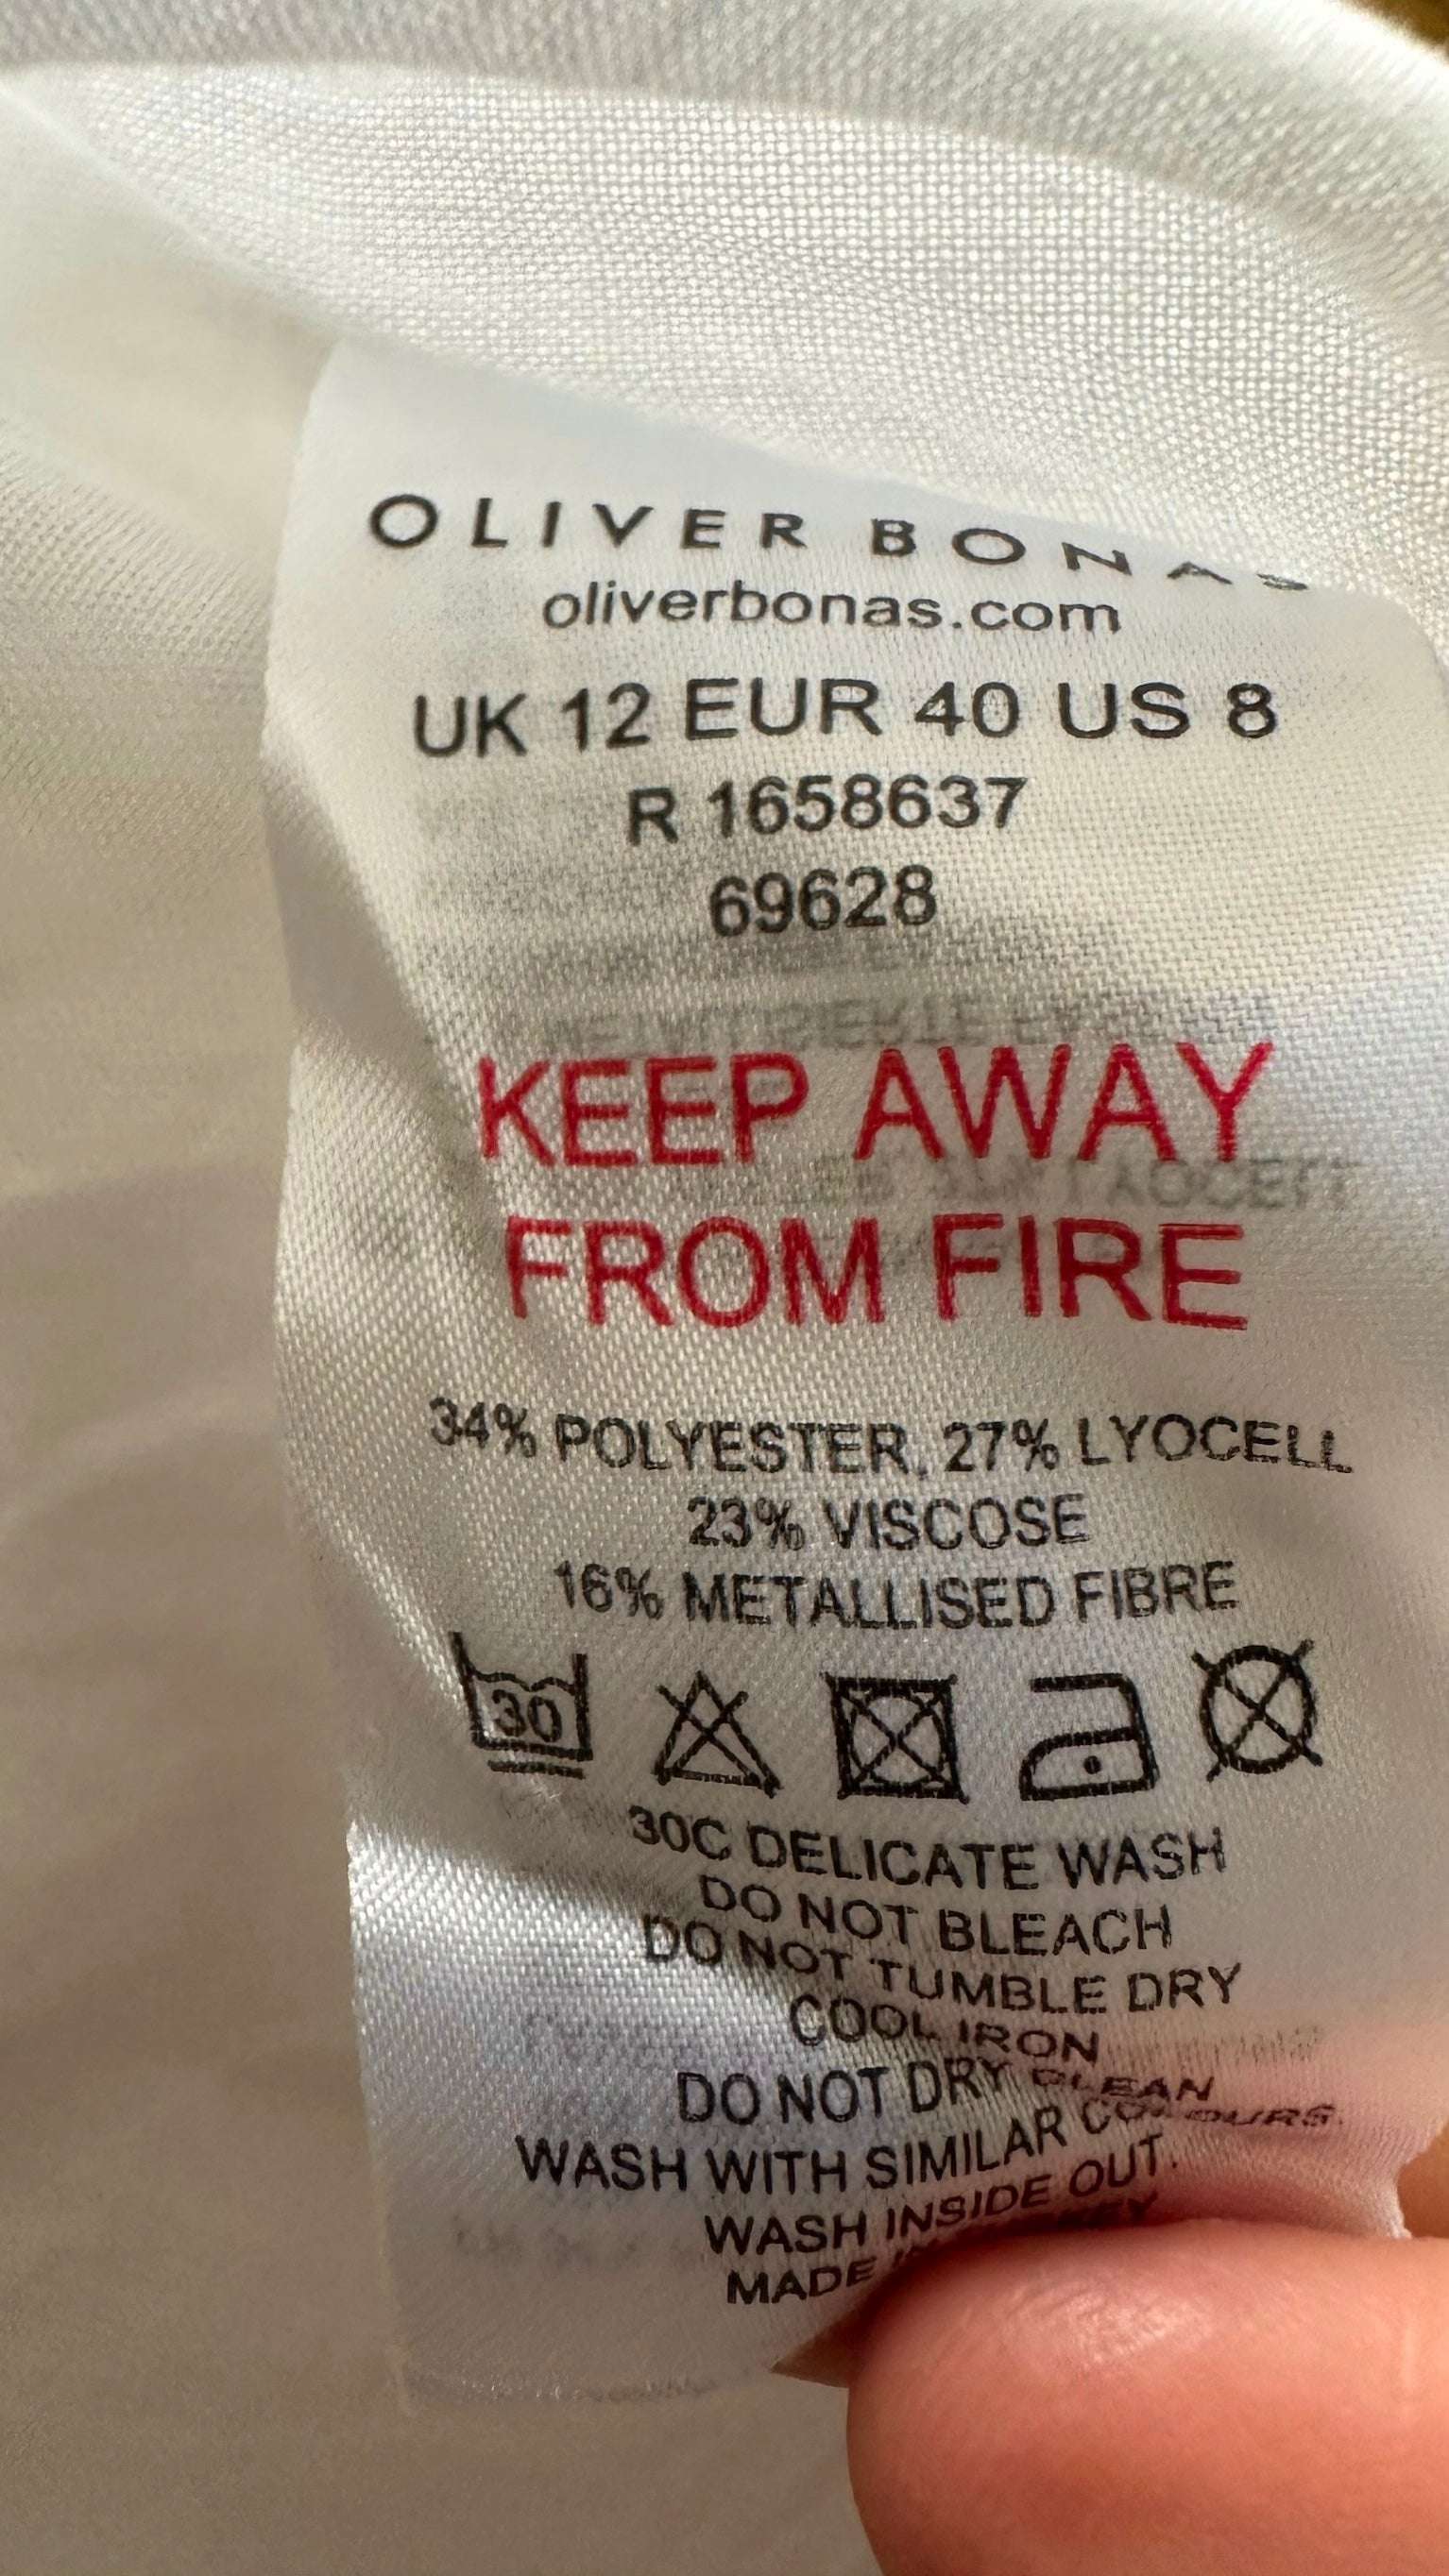 OLIVER BONAS
oliverbonas.com
UK 12 EUR 40 US 8
R 1658637
69628
KEEP AWAY
FROM FIRE
34% POLYESTER, 27% LYOCELL
23% VISCOSE
16% METALLISED FIBRE
30
30C DELICATE WASH
DO NOT BLEACH
DO NOT TUMBLE DRY
COOL IRON
DO NOT DRY CLEAN
WASH WITH SIMILAR COLOURS.
WASH INSIDE OUT.
MADE